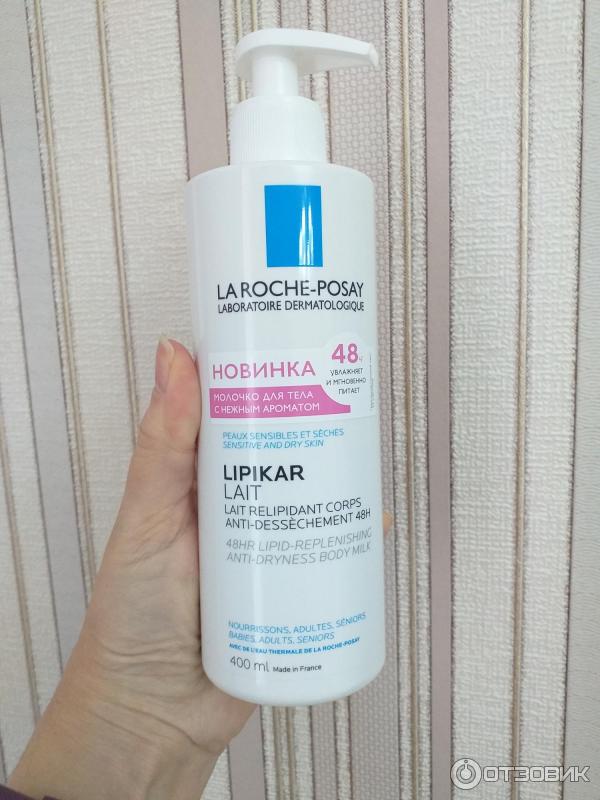 LA ROCHE-POSAY
LABORATOIRE DERMATOLOGIQUE
НОВИНКА
МОЛОЧКО ДЛЯ ТЕЛА
С НЕЖНЫМ АРОМАТОМ
48ч
УВЛАЖНЯЕТ
И МГНОВЕННО
ПИТАЕТ
PEAUX SENSIBLES ET SÈCHES
SENSITIVE AND DRY SKIN
LIPIKAR
LAIT
LAIT RELIPIDANT CORPS
ANTI-DESSÈCHEMENT 48H
48HR LIPID-REPLENISHING
ANTI-DRYNESS BODY MILK
NOURRISSONS, ADULTES, SÉNIORS
BABIES, ADULTS, SENIORS
AVEC DE L'EAU THERMALE DE LA ROCHE-POSAY
400 ml Made in France
ОТЗОВИК